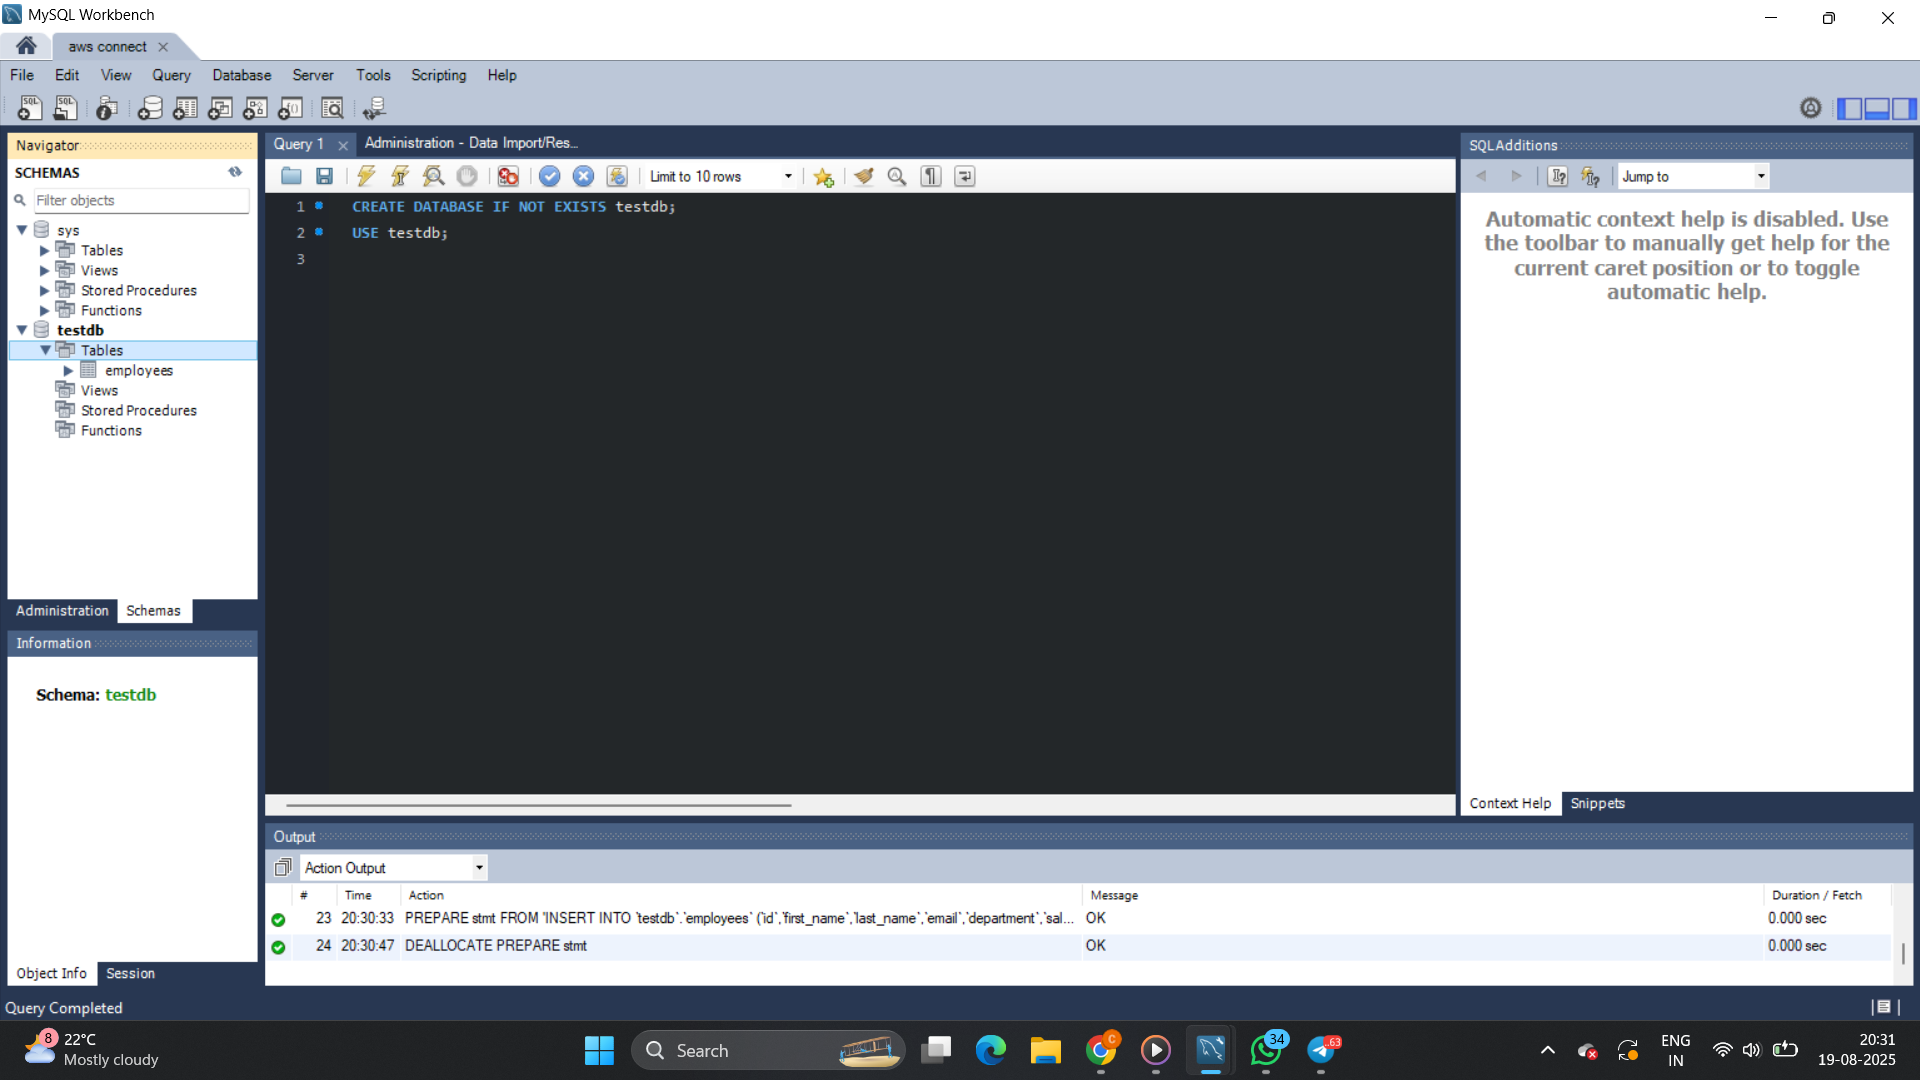 MySQL Workbench
aws connect
File Edit View Query Database Server Tools Scripting Help
Navigator
SCHEMAS
Filter objects
sys
Tables
Views
Stored Procedures
Functions
testdb
Tables
employees
Views
Stored Procedures
Functions
Administration Schemas
Information
Schema: testdb
Object Info Session
Query 1 Administration - Data Import/Res...
Limit to 10 rows
1 CREATE DATABASE IF NOT EXISTS testdb;
2 USE testdb;
3
SQLAdditions
Jump to
Automatic context help is disabled. Use
the toolbar to manually get help for the
current caret position or to toggle
automatic help.
Context Help Snippets
Output
Action Output
# Time Action Message Duration / Fetch
23 20:30:33 PREPARE stmt FROM 'INSERT INTO `testdb`.`employees` (`id`,`first_name`,`last_name`,`email`,`department`,`sal... OK 0.000 sec
24 20:30:47 DEALLOCATE PREPARE stmt OK 0.000 sec
Query Completed
8 22°C
Mostly cloudy
Search
C
34
63
ENG
IN
20:31
19-08-2025